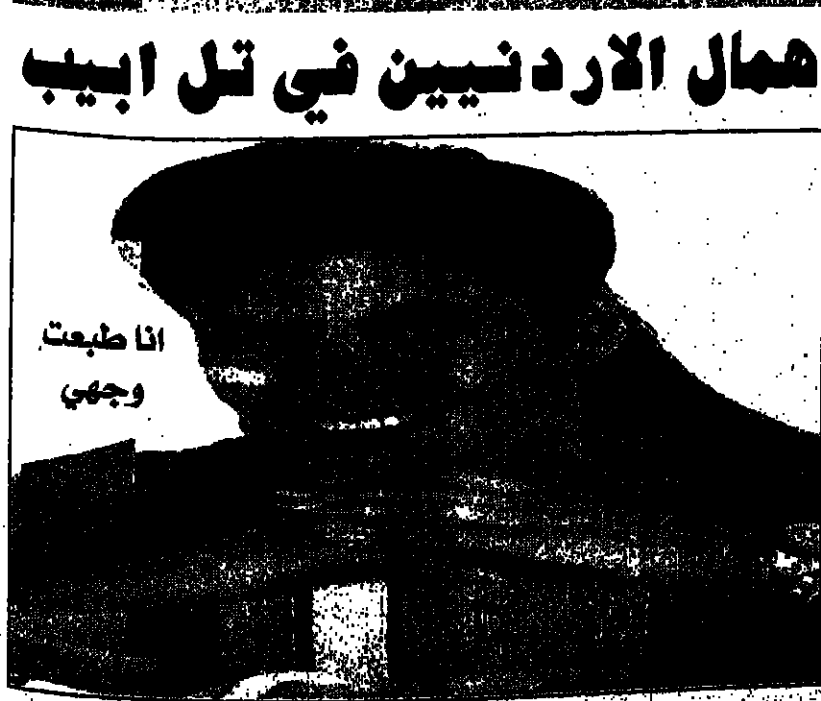 همال الاردنيين في تل ابيب
انا طبعت
وجهي